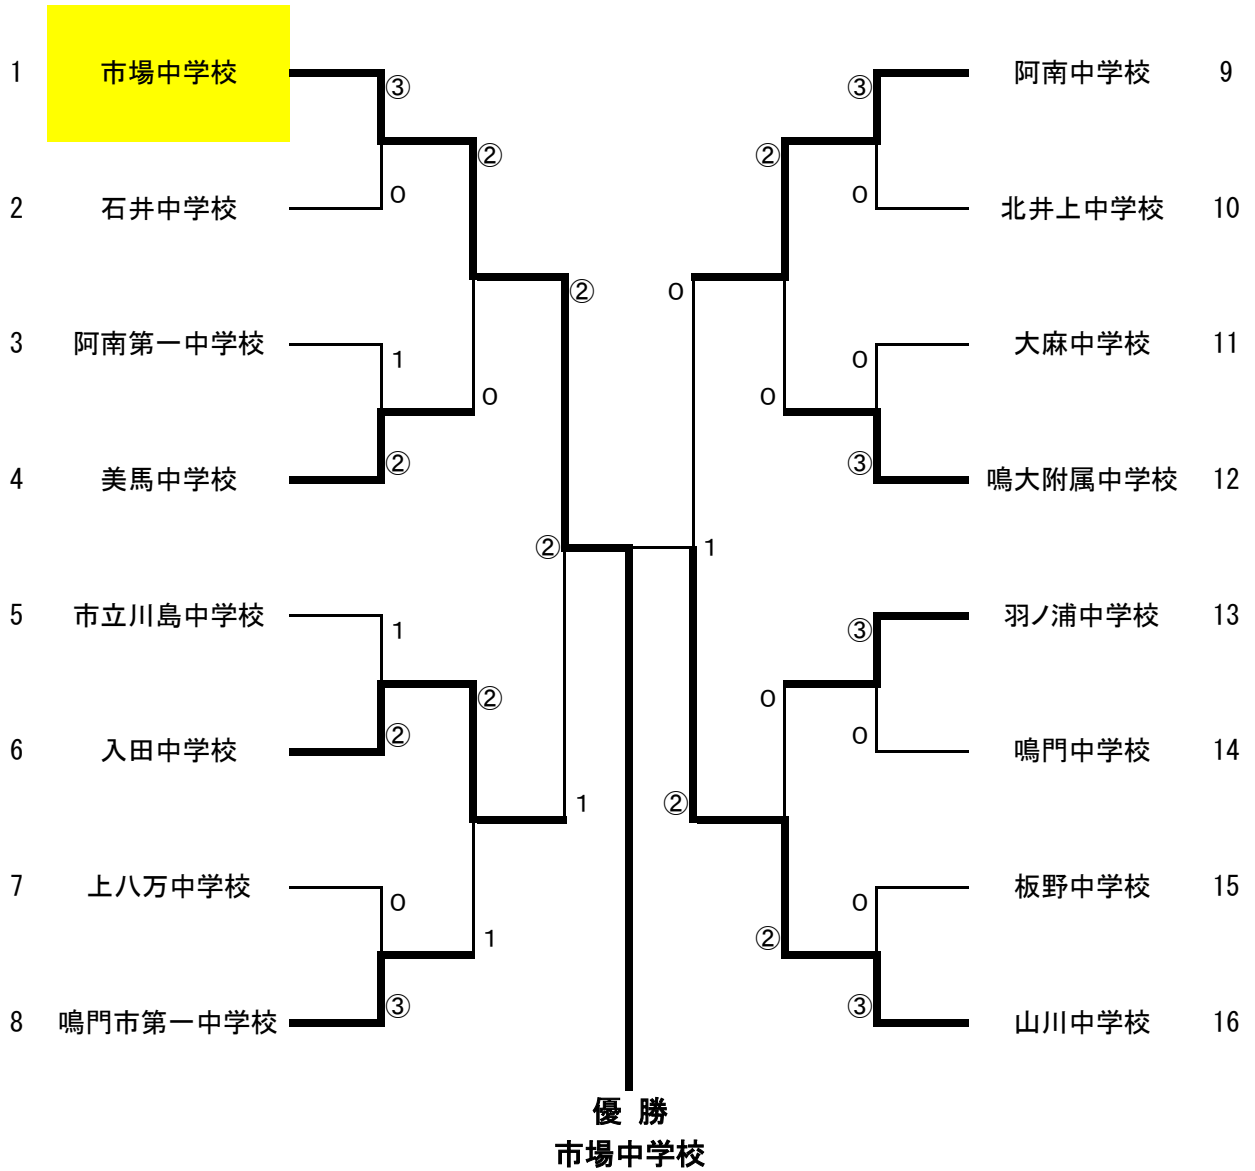 1 市場中学校 ③ ③ 阿南中学校 9
② ②
2 石井中学校 0 0 北井上中学校 10
② 0
3 阿南第一中学校 1 0 大麻中学校 11
0 0
4 美馬中学校 ② ③ 鳴大附属中学校 12
② 1
5 市立川島中学校 1 ③ 羽ノ浦中学校 13
② 0
6 入田中学校 ② 0 鳴門中学校 14
1 ②
7 上八万中学校 0 0 板野中学校 15
1 ②
8 鳴門市第一中学校 ③ ③ 山川中学校 16
優 勝
市場中学校